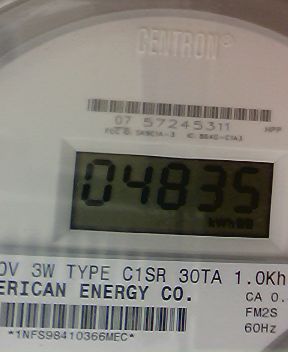 CENTRON®
07 57245311
HPP
04835
kWh
0V 3W TYPE C1SR 30TA 1.0Kh
ERICAN ENERGY CO.
CA 0.
FM2S
60Hz
*1NFS98410366MEC*